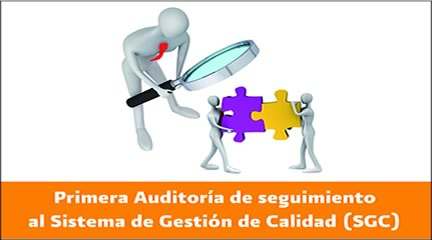 Primera Auditoría de seguimiento
al Sistema de Gestión de Calidad (SGC)